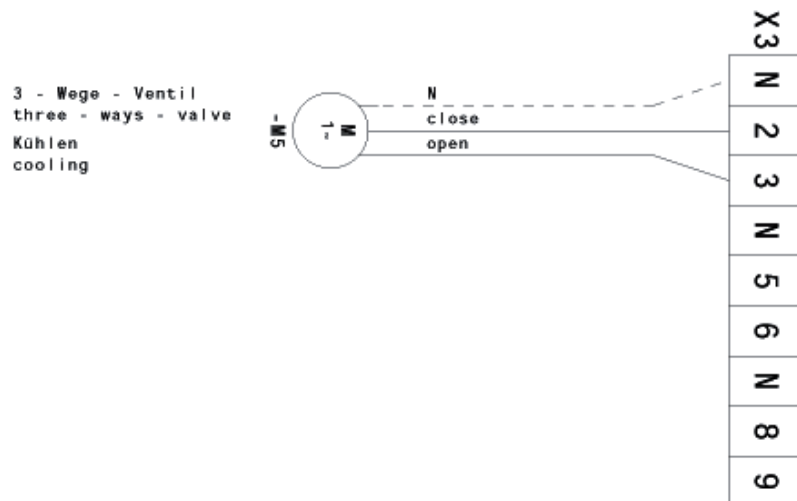 3 - Wege - Ventil
three - ways - valve
Kühlen
cooling
-M5
M
1~
N
close
open
X3
N
2
3
N
5
6
N
8
9